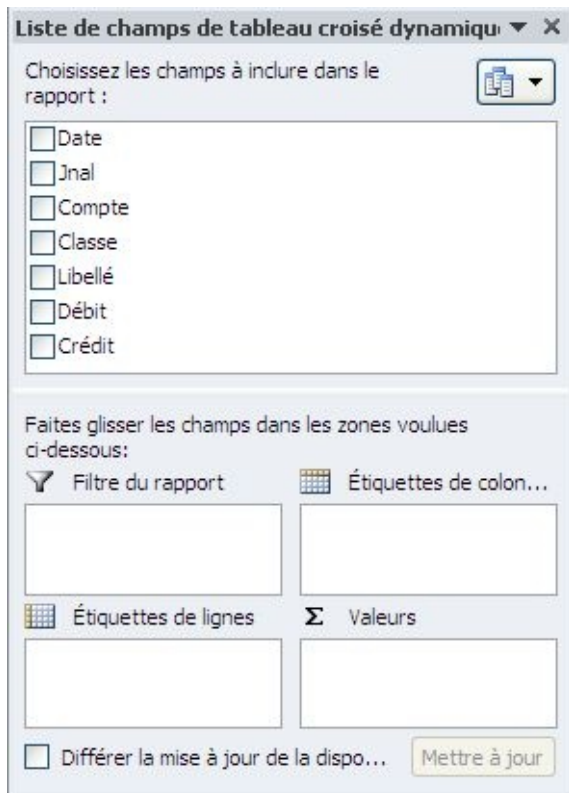 Liste de champs de tableau croisé dynamiqu
Choisissez les champs à inclure dans le
rapport :
Date
Jnal
Compte
Classe
Libellé
Débit
Crédit
Faites glisser les champs dans les zones voulues
ci-dessous:
Filtre du rapport
Étiquettes de colon...
Étiquettes de lignes
Σ Valeurs
Différer la mise à jour de la dispo...
Mettre à jour